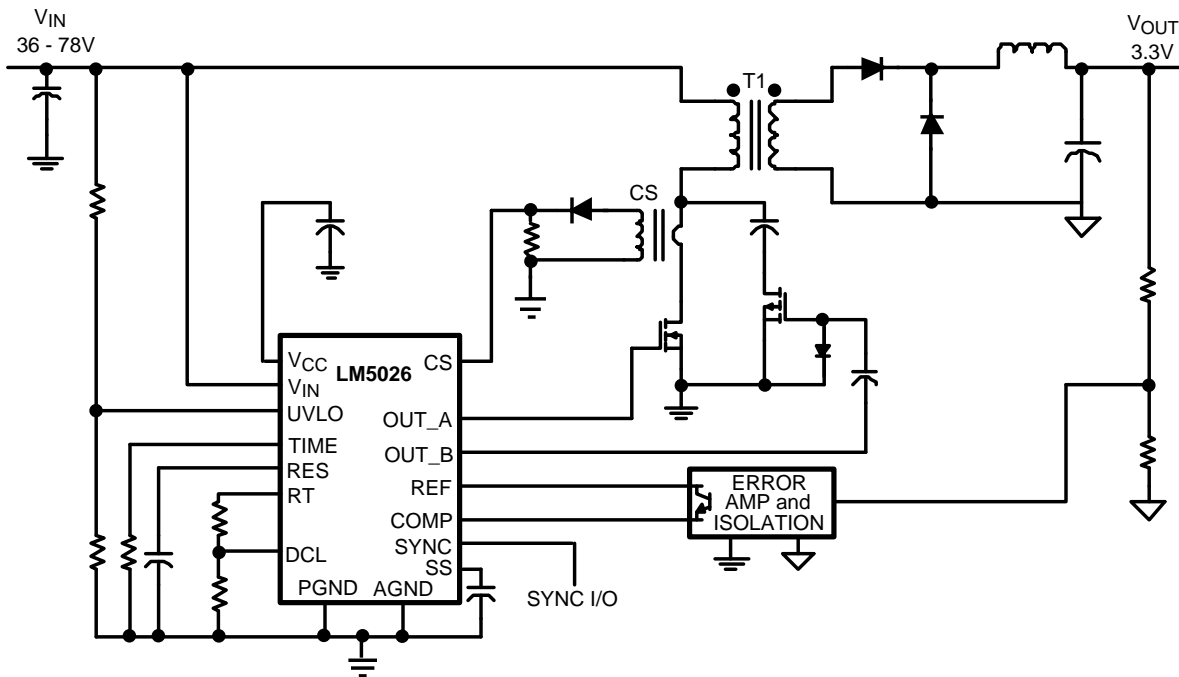 VIN
36 - 78V
VOUT
3.3V
T1
CS
LM5026
VCC
VIN
UVLO
TIME
RES
RT
DCL
PGND
AGND
CS
OUT_A
OUT_B
REF
COMP
SYNC
SS
SYNC I/O
ERROR
AMP and
ISOLATION